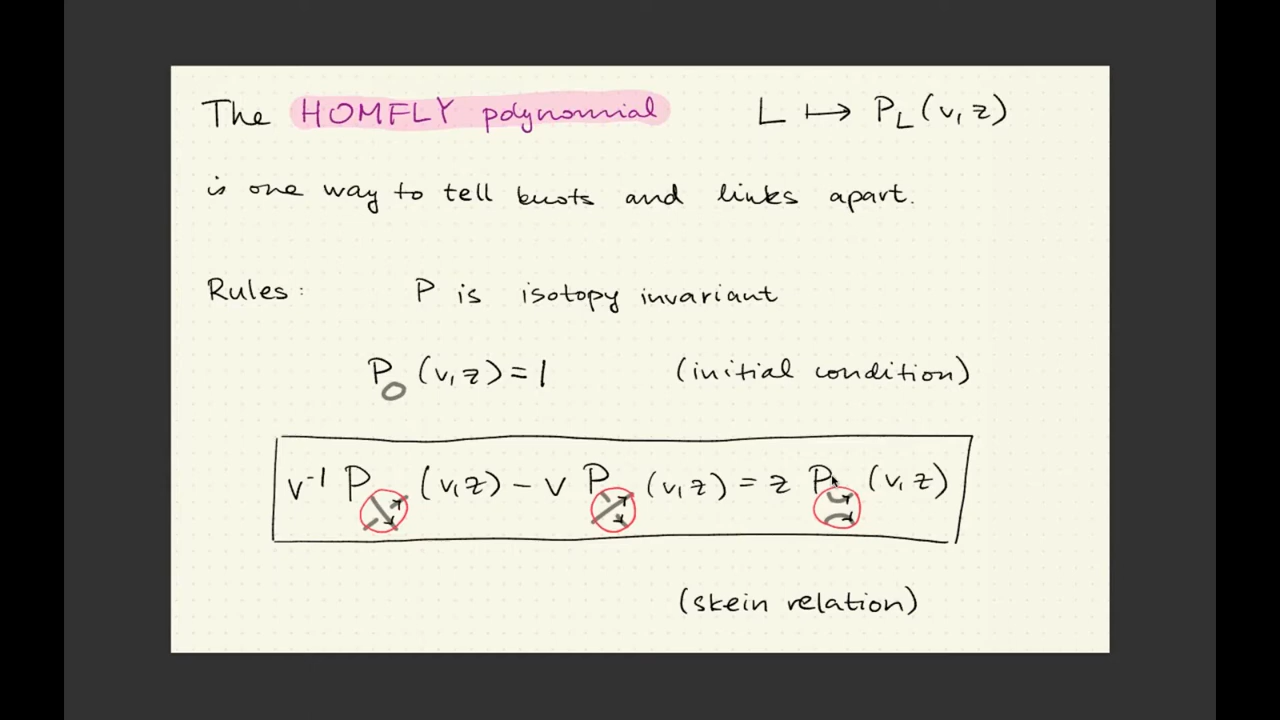 The HOMFLY polynomial L ↦ P_L (v, z)
is one way to tell knots and links apart.
Rules: P is isotopy invariant
P_○ (v, z) = 1 (initial condition)
v⁻¹ P (v, z) − v P (v, z) = z P (v, z)
(skein relation)